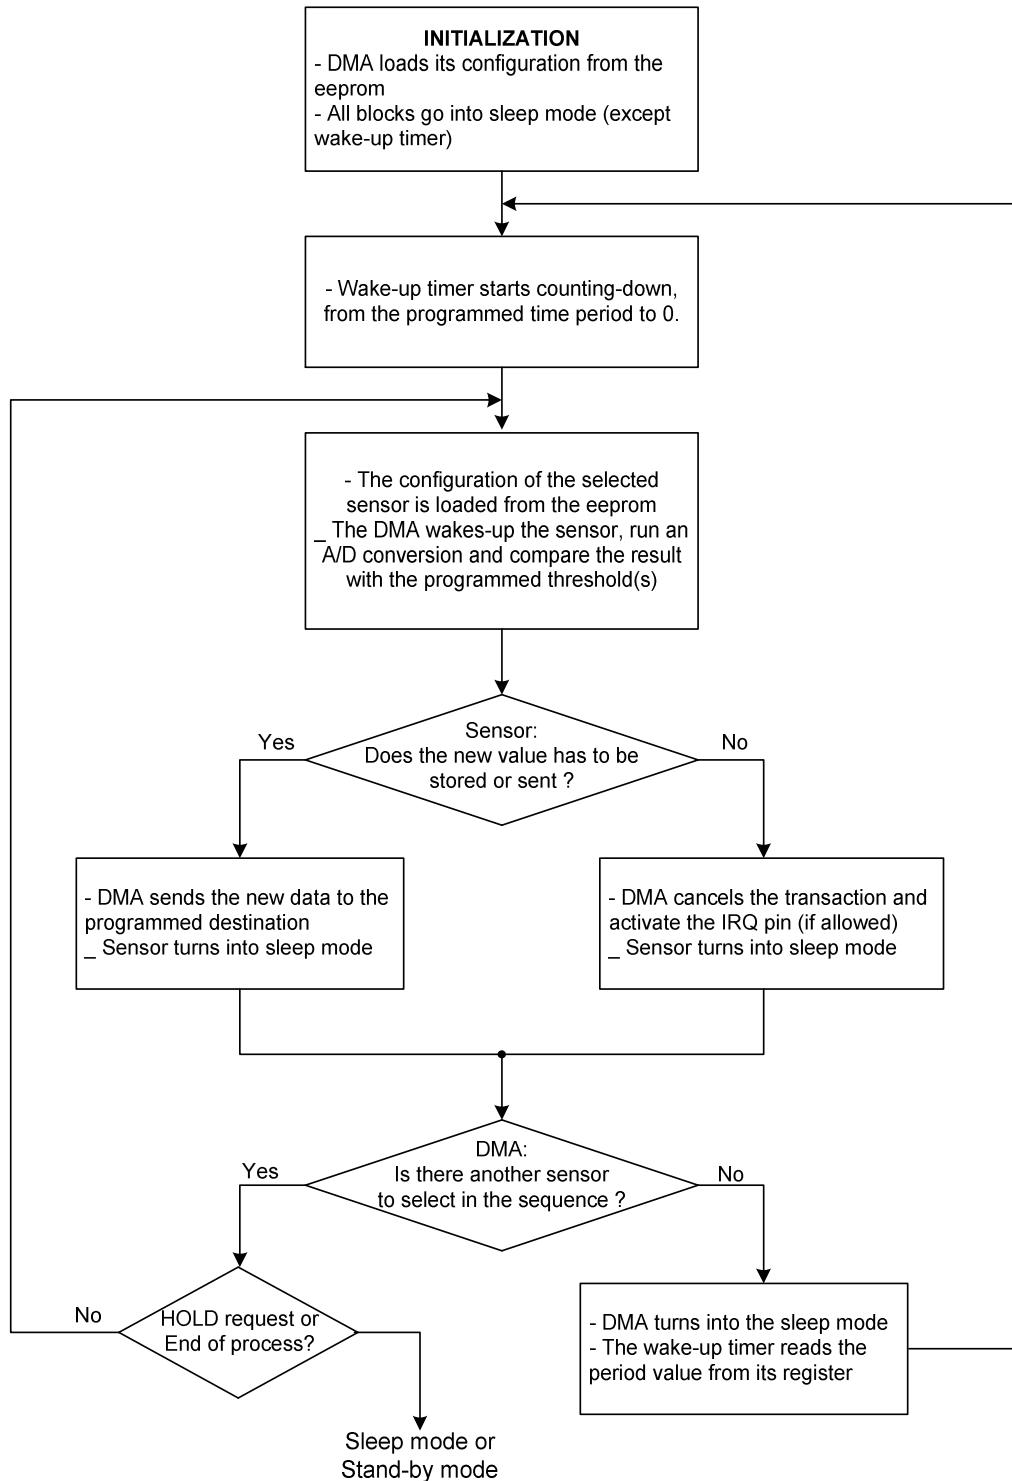 INITIALIZATION
- DMA loads its configuration from the
eeprom
- All blocks go into sleep mode (except
wake-up timer)
- Wake-up timer starts counting-down,
from the programmed time period to 0.
- The configuration of the selected
sensor is loaded from the eeprom
_ The DMA wakes-up the sensor, run an
A/D conversion and compare the result
with the programmed threshold(s)
Sensor:
Does the new value has to be
stored or sent ?
Yes
No
- DMA sends the new data to the
programmed destination
_ Sensor turns into sleep mode
- DMA cancels the transaction and
activate the IRQ pin (if allowed)
_ Sensor turns into sleep mode
DMA:
Is there another sensor
to select in the sequence ?
Yes
No
HOLD request or
End of process?
No
- DMA turns into the sleep mode
- The wake-up timer reads the
period value from its register
Sleep mode or
Stand-by mode